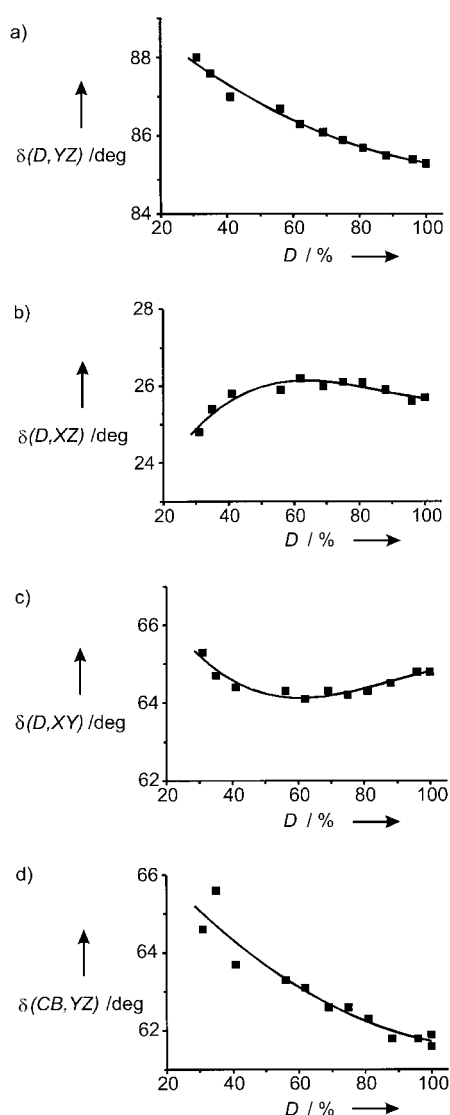 a)
88
86
84
δ(D,YZ) /deg
20 40 60 80 100
D / %
b)
28
26
24
δ(D,XZ) /deg
20 40 60 80 100
D / %
c)
66
64
62
δ(D,XY) /deg
20 40 60 80 100
D / %
d)
66
64
62
δ(CB,YZ) /deg
20 40 60 80 100
D / %